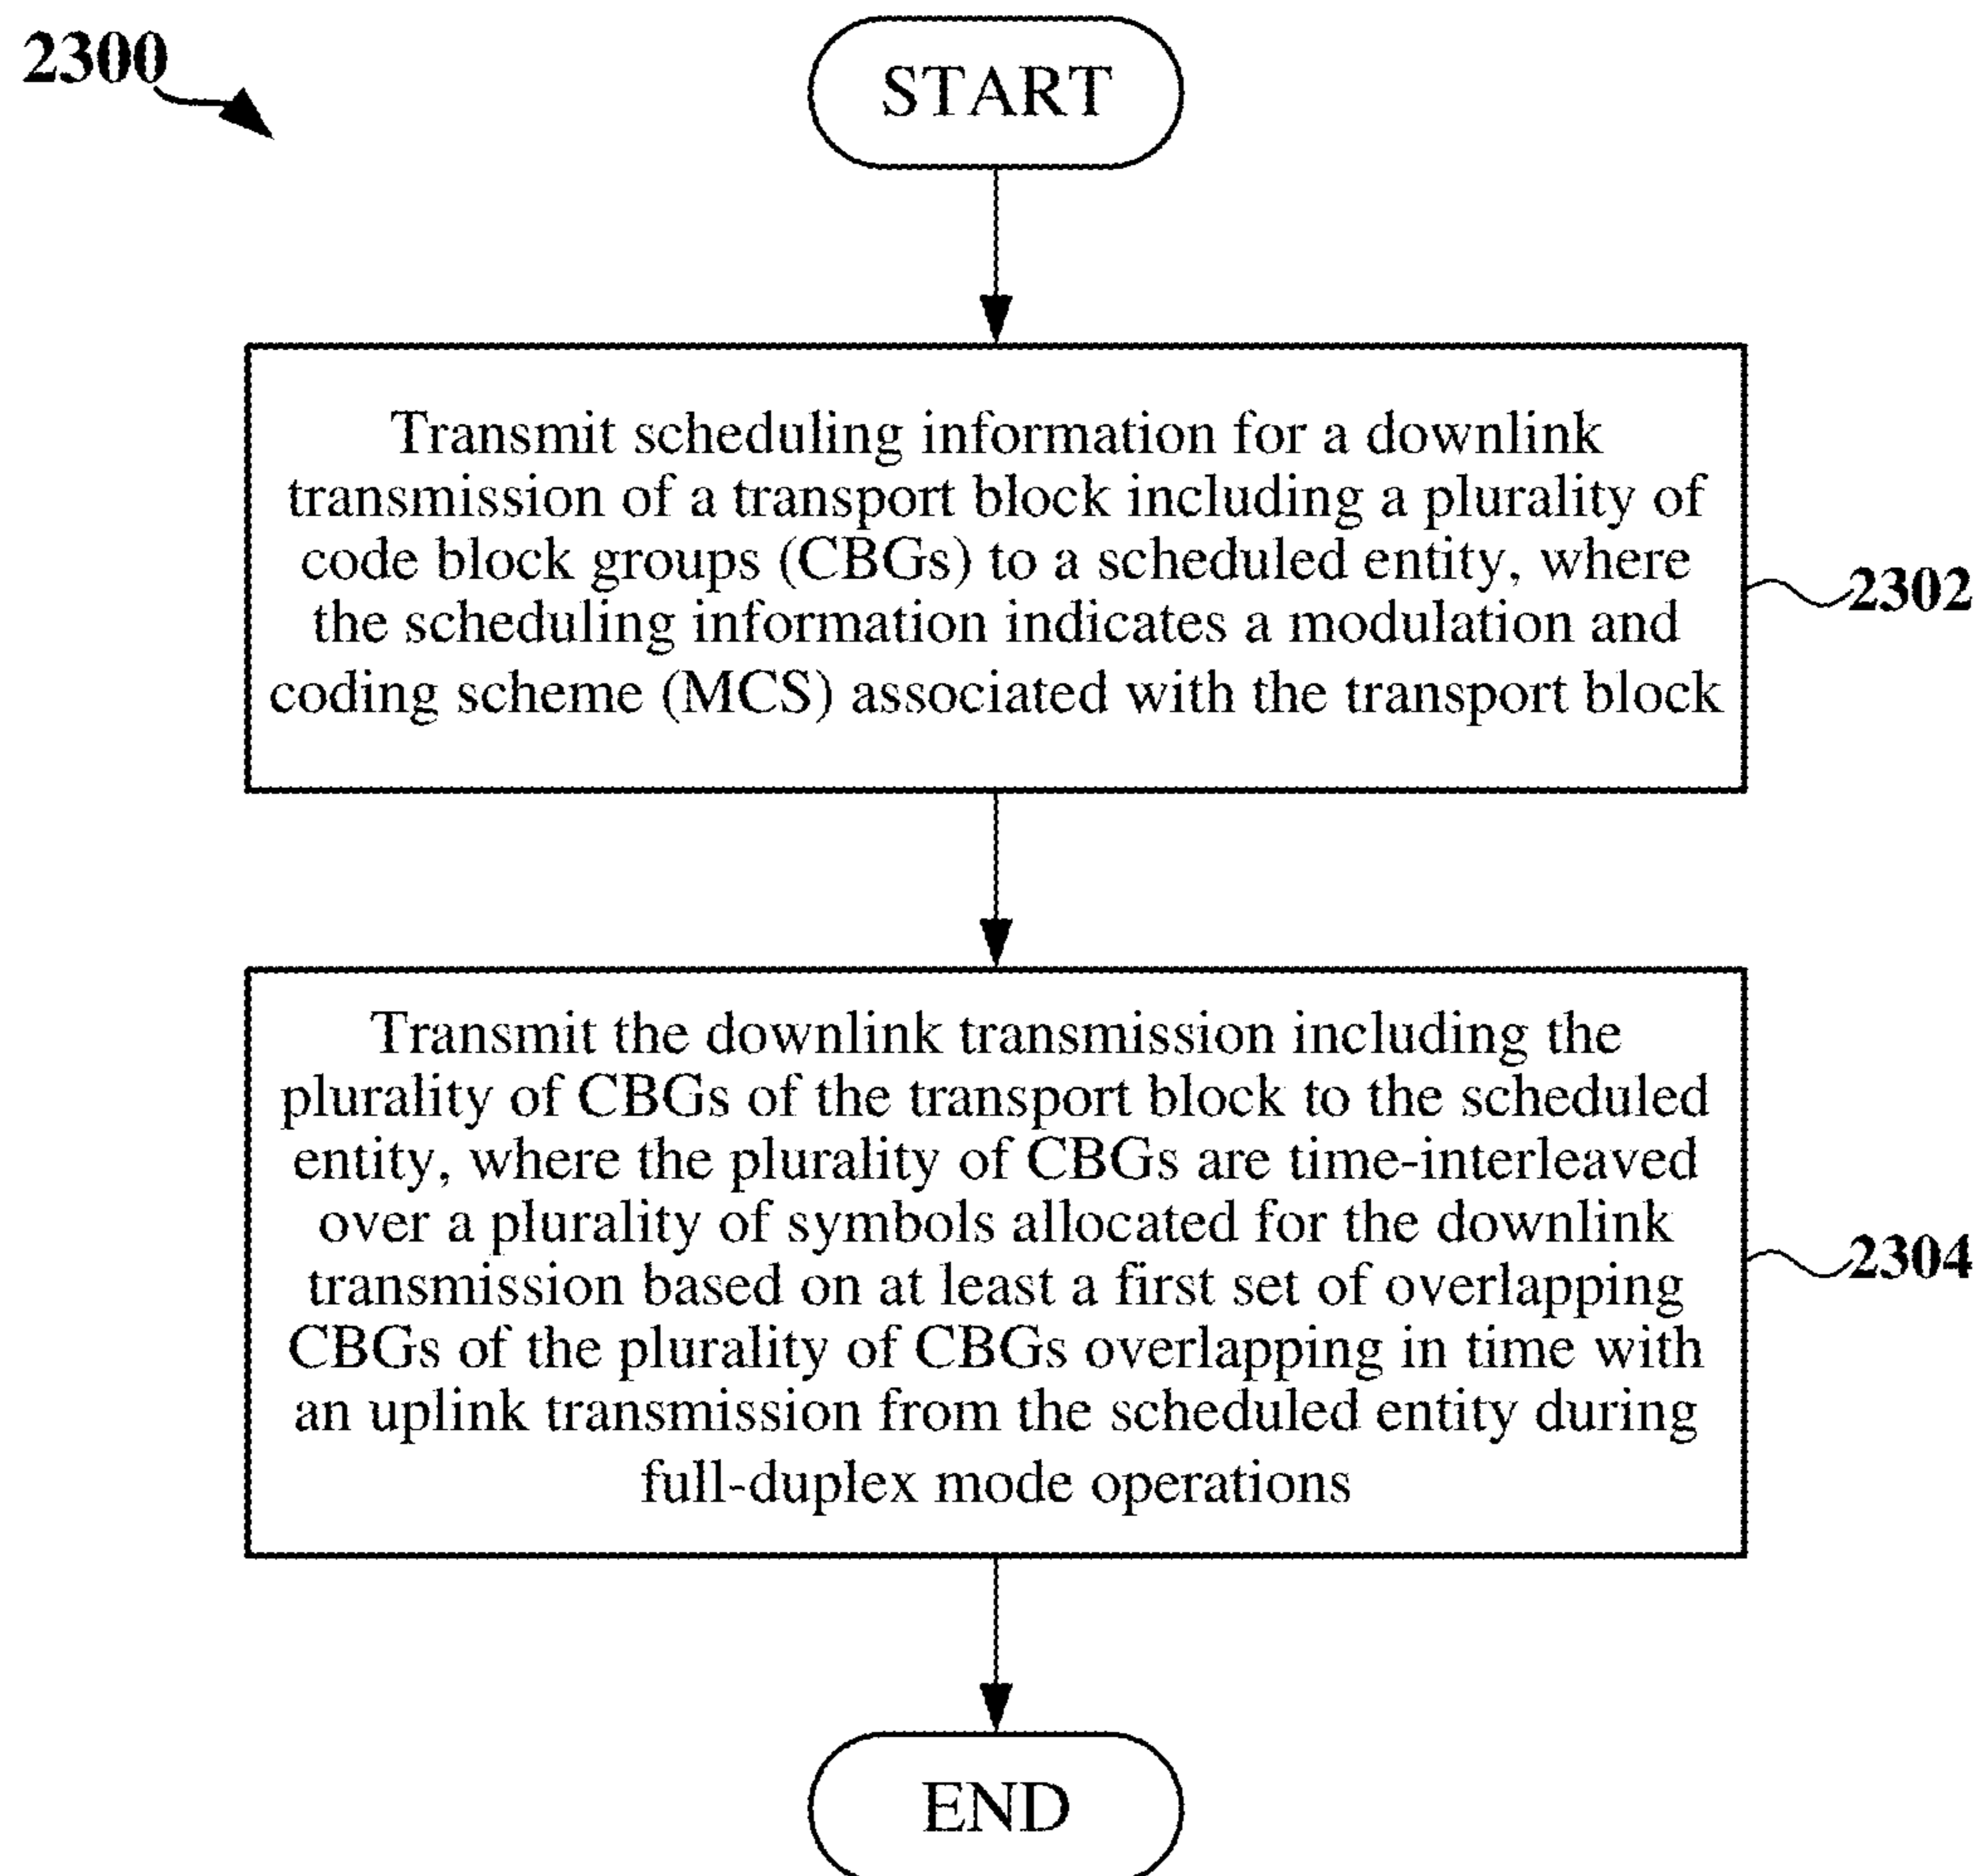 2300
START
Transmit scheduling information for a downlink
transmission of a transport block including a plurality of
code block groups (CBGs) to a scheduled entity, where
the scheduling information indicates a modulation and
coding scheme (MCS) associated with the transport block
2302
Transmit the downlink transmission including the
plurality of CBGs of the transport block to the scheduled
entity, where the plurality of CBGs are time-interleaved
over a plurality of symbols allocated for the downlink
transmission based on at least a first set of overlapping
CBGs of the plurality of CBGs overlapping in time with
an uplink transmission from the scheduled entity during
full-duplex mode operations
2304
END